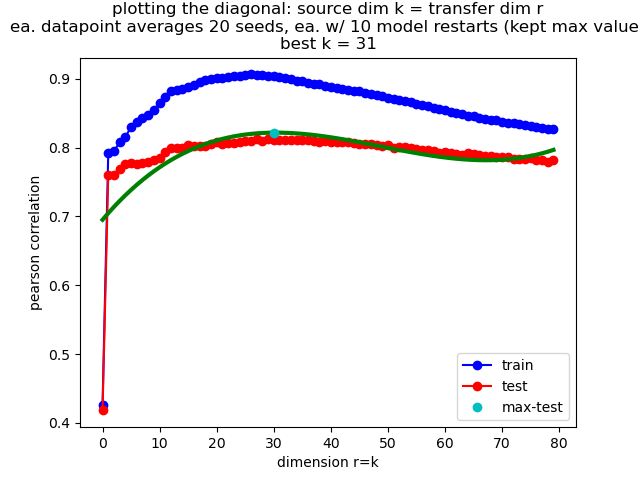 plotting the diagonal: source dim k = transfer dim r
ea. datapoint averages 20 seeds, ea. w/ 10 model restarts (kept max value
best k = 31
0.9
0.8
0.7
0.6
0.5
0.4
pearson correlation
train
test
max-test
0 10 20 30 40 50 60 70 80
dimension r=k